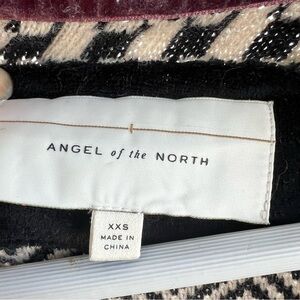 ANGEL of the NORTH
XXS
MADE IN
CHINA